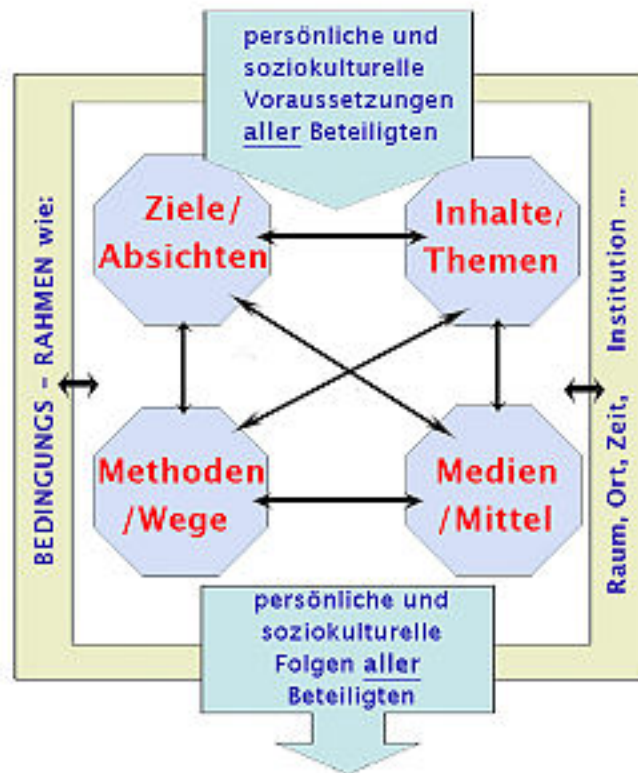 persönliche und
soziokulturelle
Voraussetzungen
aller Beteiligten
BEDINGUNGS - RAHMEN wie:
Ziele/
Absichten
Inhalte/
Themen
Methoden
/Wege
Medien
/Mittel
Raum, Ort, Zeit, Institution ...
persönliche und
soziokulturelle
Folgen aller
Beteiligten